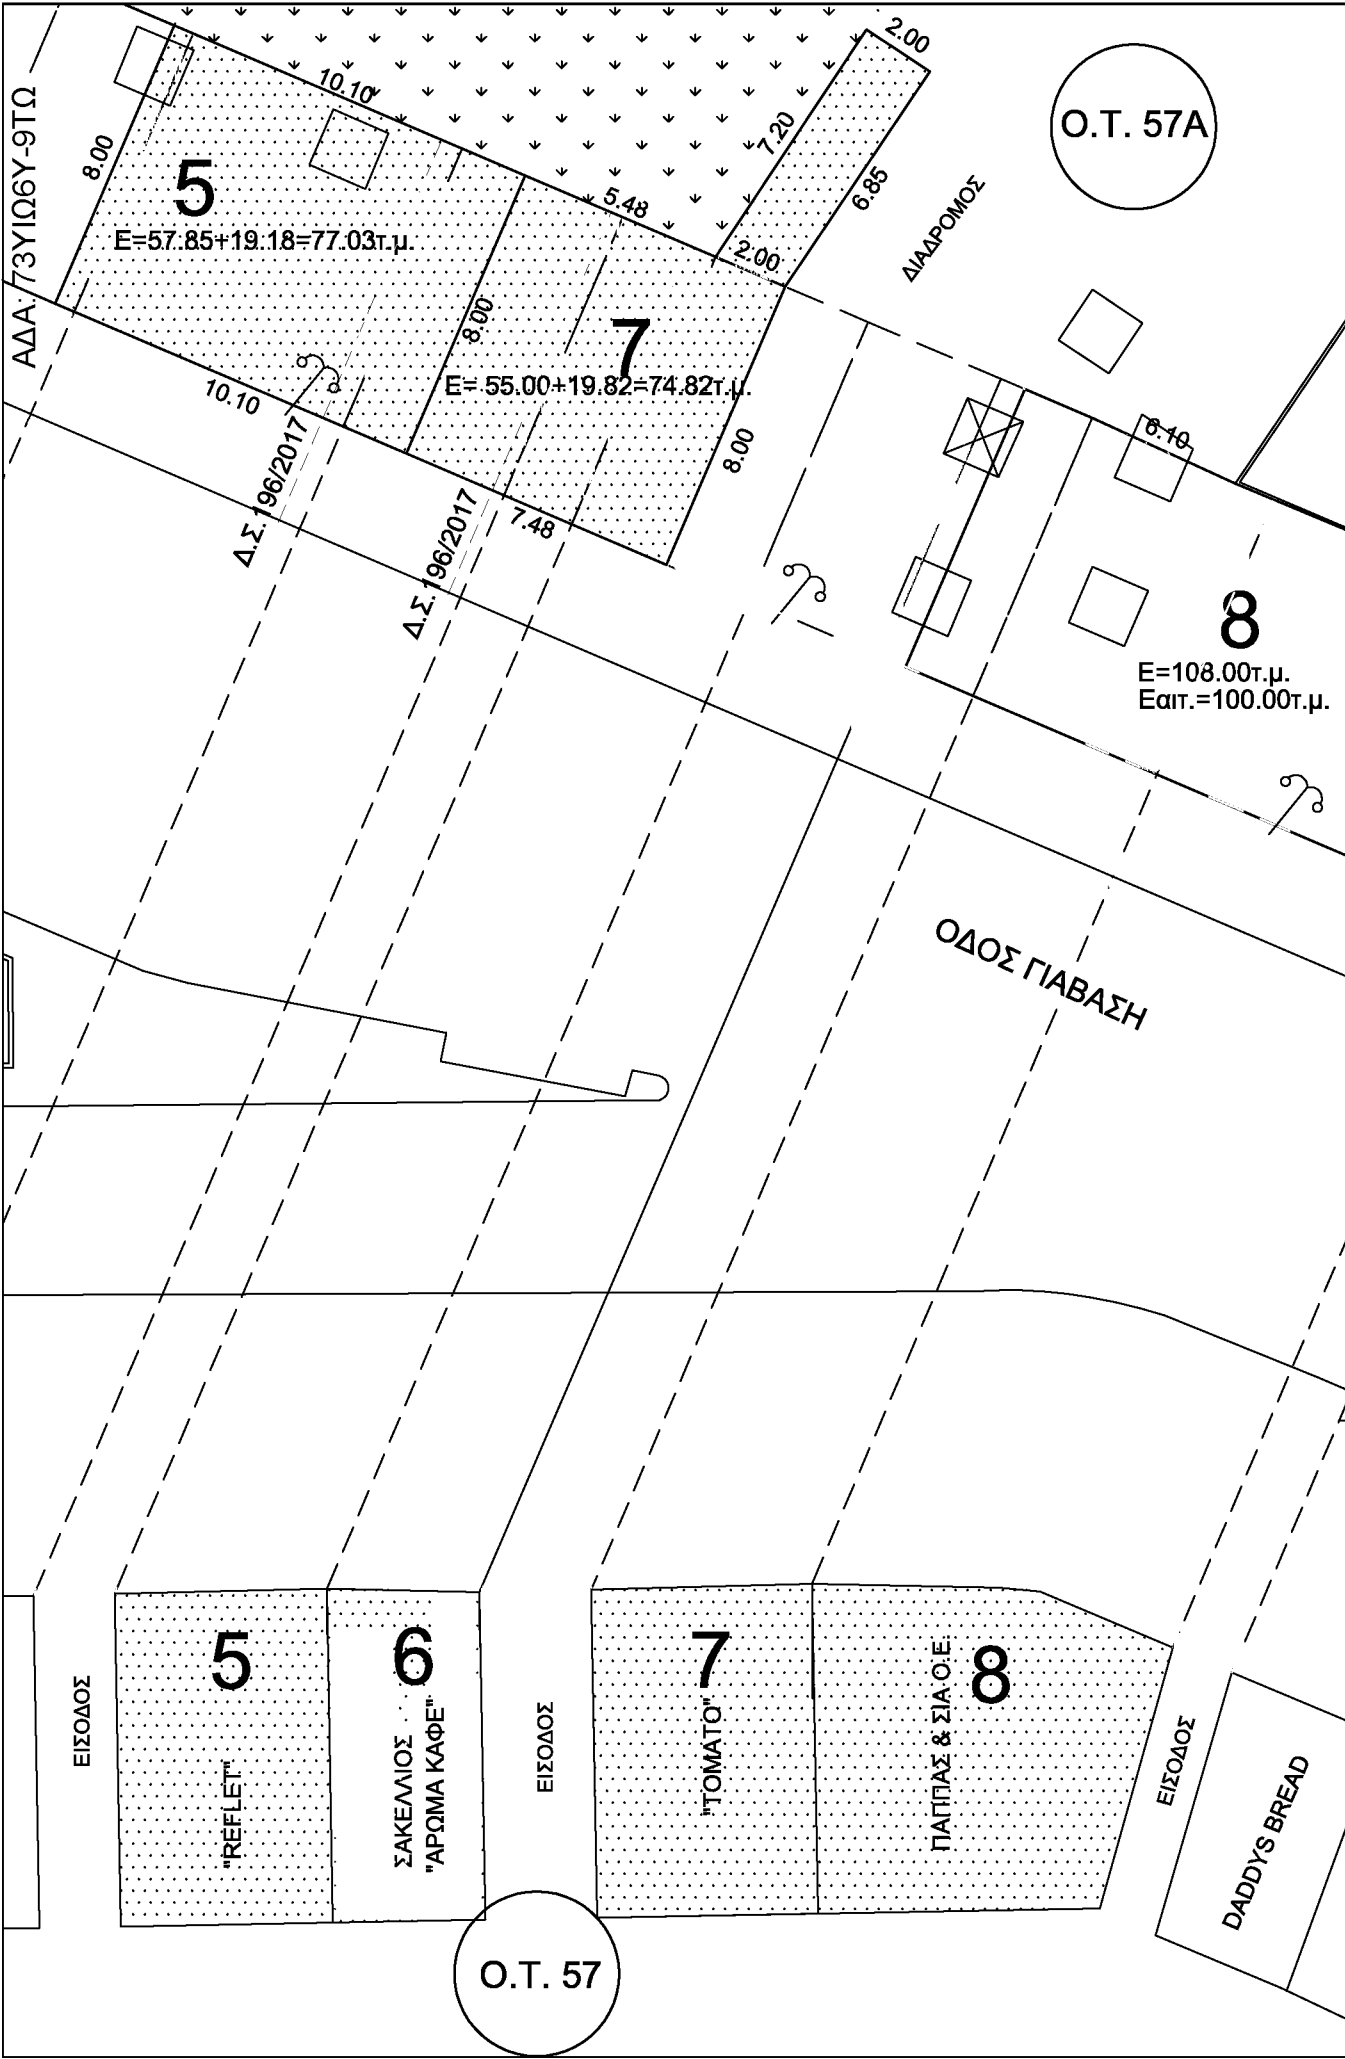 ΑΔΑ: 73ΥΙΩ6Υ-9ΤΩ
2.00
Ο.Τ. 57Α
10.10
7.20
8.00
5
6.85
5.48
ΔΙΑΔΡΟΜΟΣ
Ε=57.85+19.18=77.03τ.μ.
2.00
8.00
7
Ε= 55.00+19.82=74.82τ.μ.
10.10
6.10
8.00
Δ.Σ. 196/2017
Δ.Σ. 196/2017
7.48
8
Ε=108.00τ.μ.
Εαιτ.=100.00τ.μ.
ΟΔΟΣ ΓΙΑΒΑΣΗ
5
6
7
8
ΕΙΣΟΔΟΣ
"REFLET"
ΣΑΚΕΛΛΙΟΣ
"ΑΡΩΜΑ ΚΑΦΕ"
ΕΙΣΟΔΟΣ
"TOMATO"
ΠΑΠΠΑΣ & ΣΙΑ Ο.Ε.
ΕΙΣΟΔΟΣ
DADDYS BREAD
Ο.Τ. 57